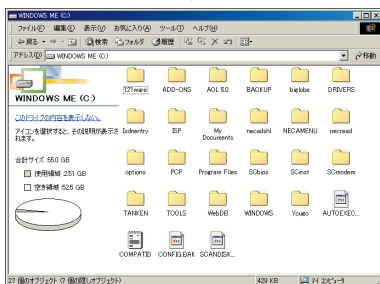 WINDOWS ME (C:)
ファイル(F) 編集(E) 表示(V) お気に入り(A) ツール(T) ヘルプ(H)
戻る 検索 フォルダ 履歴
アドレス(D) WINDOWS ME (C:) 移動
WINDOWS ME (C:)
このドライブの内容を表示しない。
アイコンを選択すると、その説明が表示されます。
合計サイズ: 55.0 GB
使用領域: 2.51 GB
空き領域: 52.5 GB
121ware ADD-ONS AOL 5.0 BACKUP biglobe DRIVERS
Isdnentry ISP My Documents necadshl NECAMENU necread
options PCP Program Files SCbios SCinst SCmodem
TANKEN TOOLS WebDB WINDOWS AUTOEXEC...
COMPATID CONFIG.BAK SCANDISK...
27 個のオブジェクト (7 個の隠しオブジェクト) 429 KB マイ コンピュータ